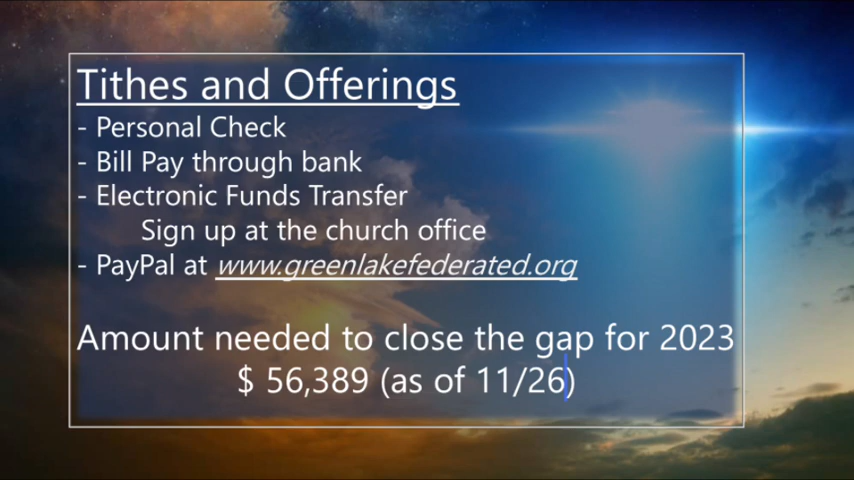 Tithes and Offerings
- Personal Check
- Bill Pay through bank
- Electronic Funds Transfer
Sign up at the church office
- PayPal at www.greenlakefederated.org
Amount needed to close the gap for 2023
$ 56,389 (as of 11/26)